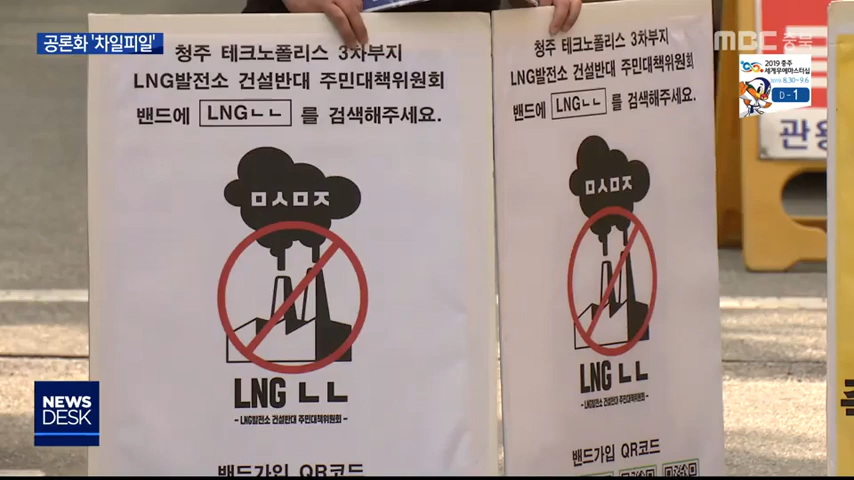 공론화 '차일피일'
MBC 충북
2019 충주
세계무예마스터십
2019. 8.30~9.6
D-1
청주 테크노폴리스 3차부지
LNG발전소 건설반대 주민대책위원회
밴드에 LNGㄴㄴ 를 검색해주세요.
ㅁㅅㅁㅈ
LNG ㄴㄴ
- LNG발전소 건설반대 주민대책위원회 -
밴드가입 QR코드
청주 테크노폴리스 3차부지
LNG발전소 건설반대 주민대책위원회
밴드에 LNGㄴㄴ 를 검색해주세요.
ㅁㅅㅁㅈ
LNG ㄴㄴ
- LNG발전소 건설반대 주민대책위원회 -
밴드가입 QR코드
관용
NEWS
DESK